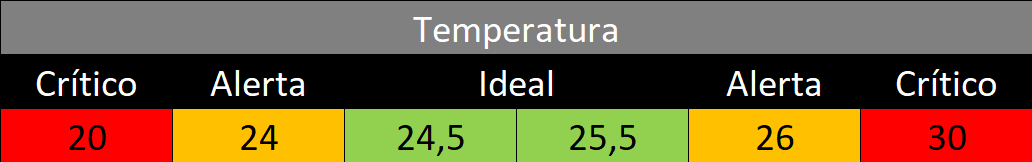 Temperatura
Crítico Alerta Ideal Alerta Crítico
20 24 24,5 25,5 26 30